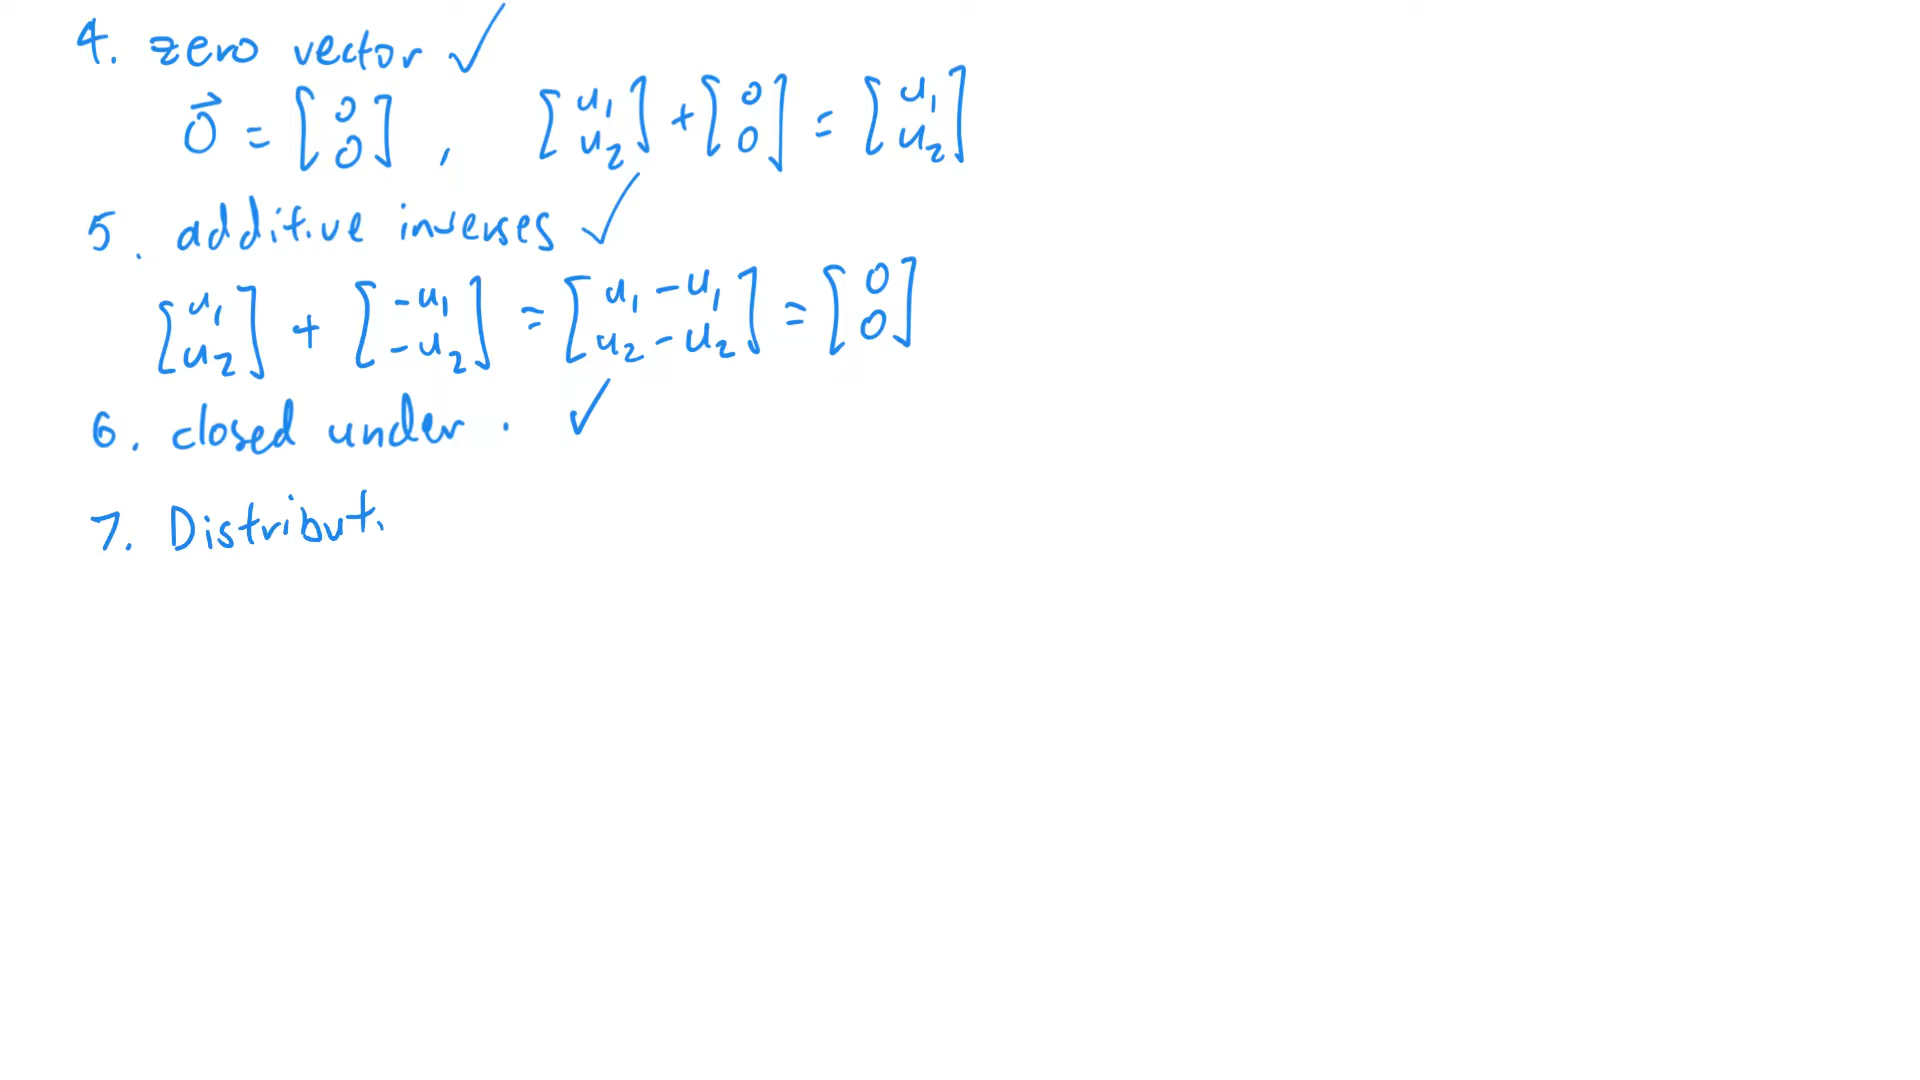 4. zero vector ✓
0⃗ = [0 0], [u₁ u₂] + [0 0] = [u₁ u₂]
5. additive inverses ✓
[u₁ u₂] + [-u₁ -u₂] = [u₁-u₁ u₂-u₂] = [0 0]
6. closed under · ✓
7. Distributi